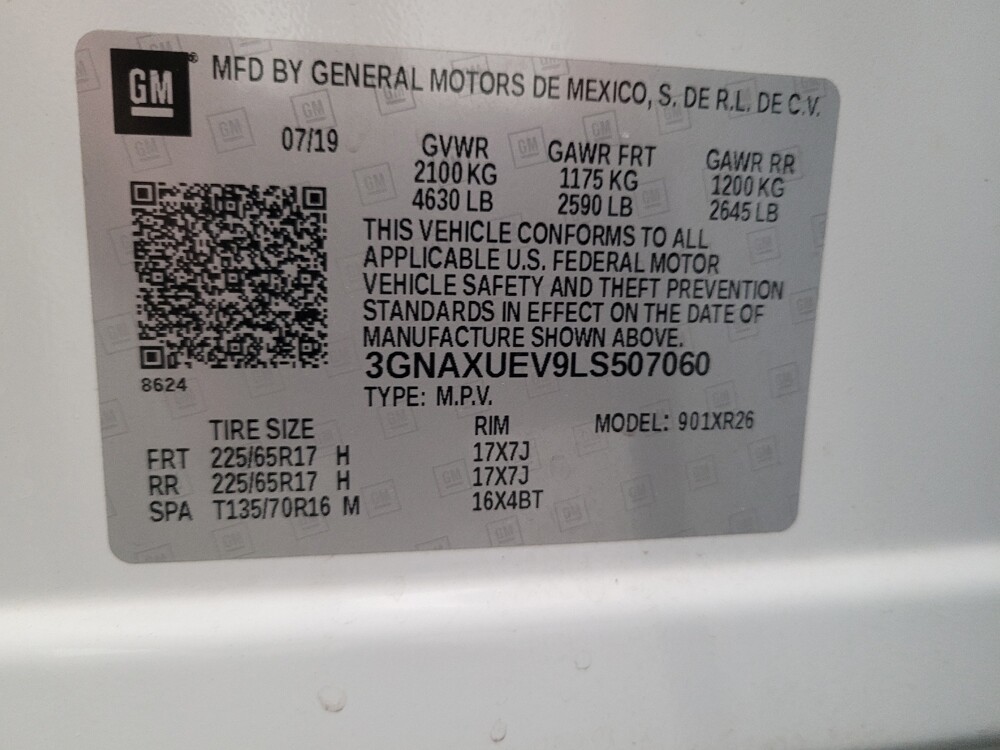 GM ® MFD BY GENERAL MOTORS DE MEXICO, S. DE R.L. DE C.V.
07/19 GVWR GAWR FRT GAWR RR
2100 KG 1175 KG 1200 KG
4630 LB 2590 LB 2645 LB
THIS VEHICLE CONFORMS TO ALL
APPLICABLE U.S. FEDERAL MOTOR
VEHICLE SAFETY AND THEFT PREVENTION
STANDARDS IN EFFECT ON THE DATE OF
MANUFACTURE SHOWN ABOVE.
3GNAXUEV9LS507060
8624
TYPE: M.P.V.
TIRE SIZE RIM MODEL: 901XR26
FRT 225/65R17 H 17X7J
RR 225/65R17 H 17X7J
SPA T135/70R16 M 16X4BT